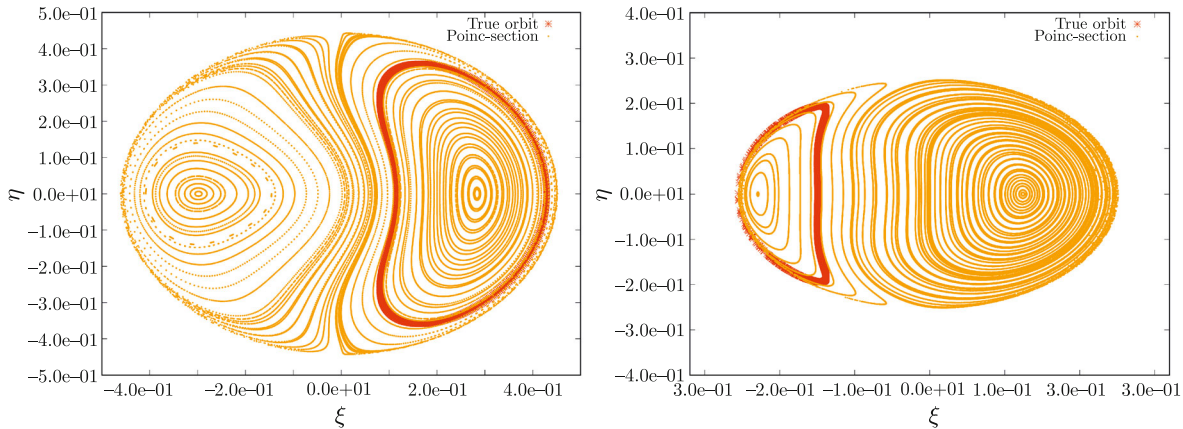 True orbit
Poinc-section
5.0e−01
4.0e−01
3.0e−01
2.0e−01
1.0e−01
0.0e+01
−1.0e−01
−2.0e−01
−3.0e−01
−4.0e−01
−5.0e−01
η
−4.0e−01 −2.0e−01 0.0e+01 2.0e−01 4.0e−01
ξ
True orbit
Poinc-section
4.0e−01
3.0e−01
2.0e−01
1.0e−01
0.0e+01
−1.0e−01
−2.0e−01
−3.0e−01
−4.0e−01
η
3.0e−01 −2.0e−01 −1.0e−01 0.0e+01 1.0e−01 3.0e−01 3.0e−01
ξ